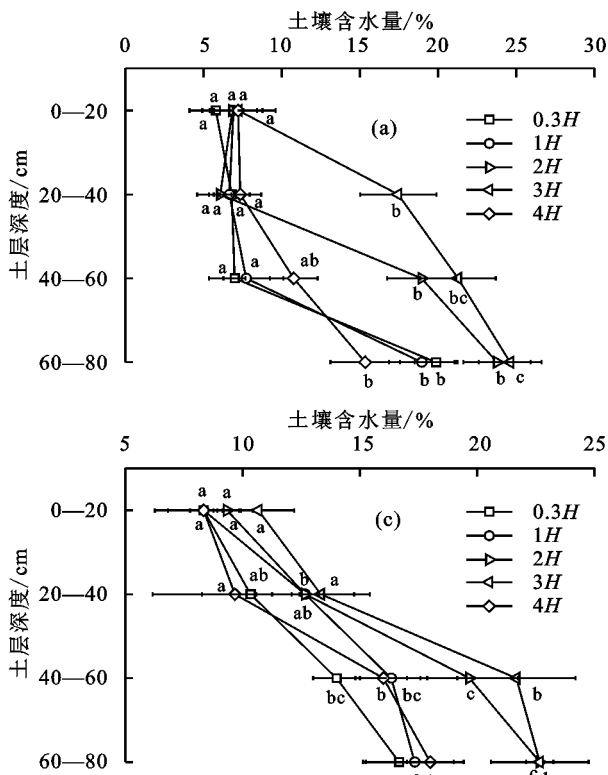 土壤含水量/%
0 5 10 15 20 25 30
土层深度/cm
0—20
20—40
40—60
60—80
(a)
0.3H
1H
2H
3H
4H
a a a
a a
a a a a b
a ab b bc
b b b b c
土壤含水量/%
5 10 15 20 25
土层深度/cm
0—20
20—40
40—60
60—80
(c)
0.3H
1H
2H
3H
4H
a a
a a a
ab b a
a ab
bc b bc c b